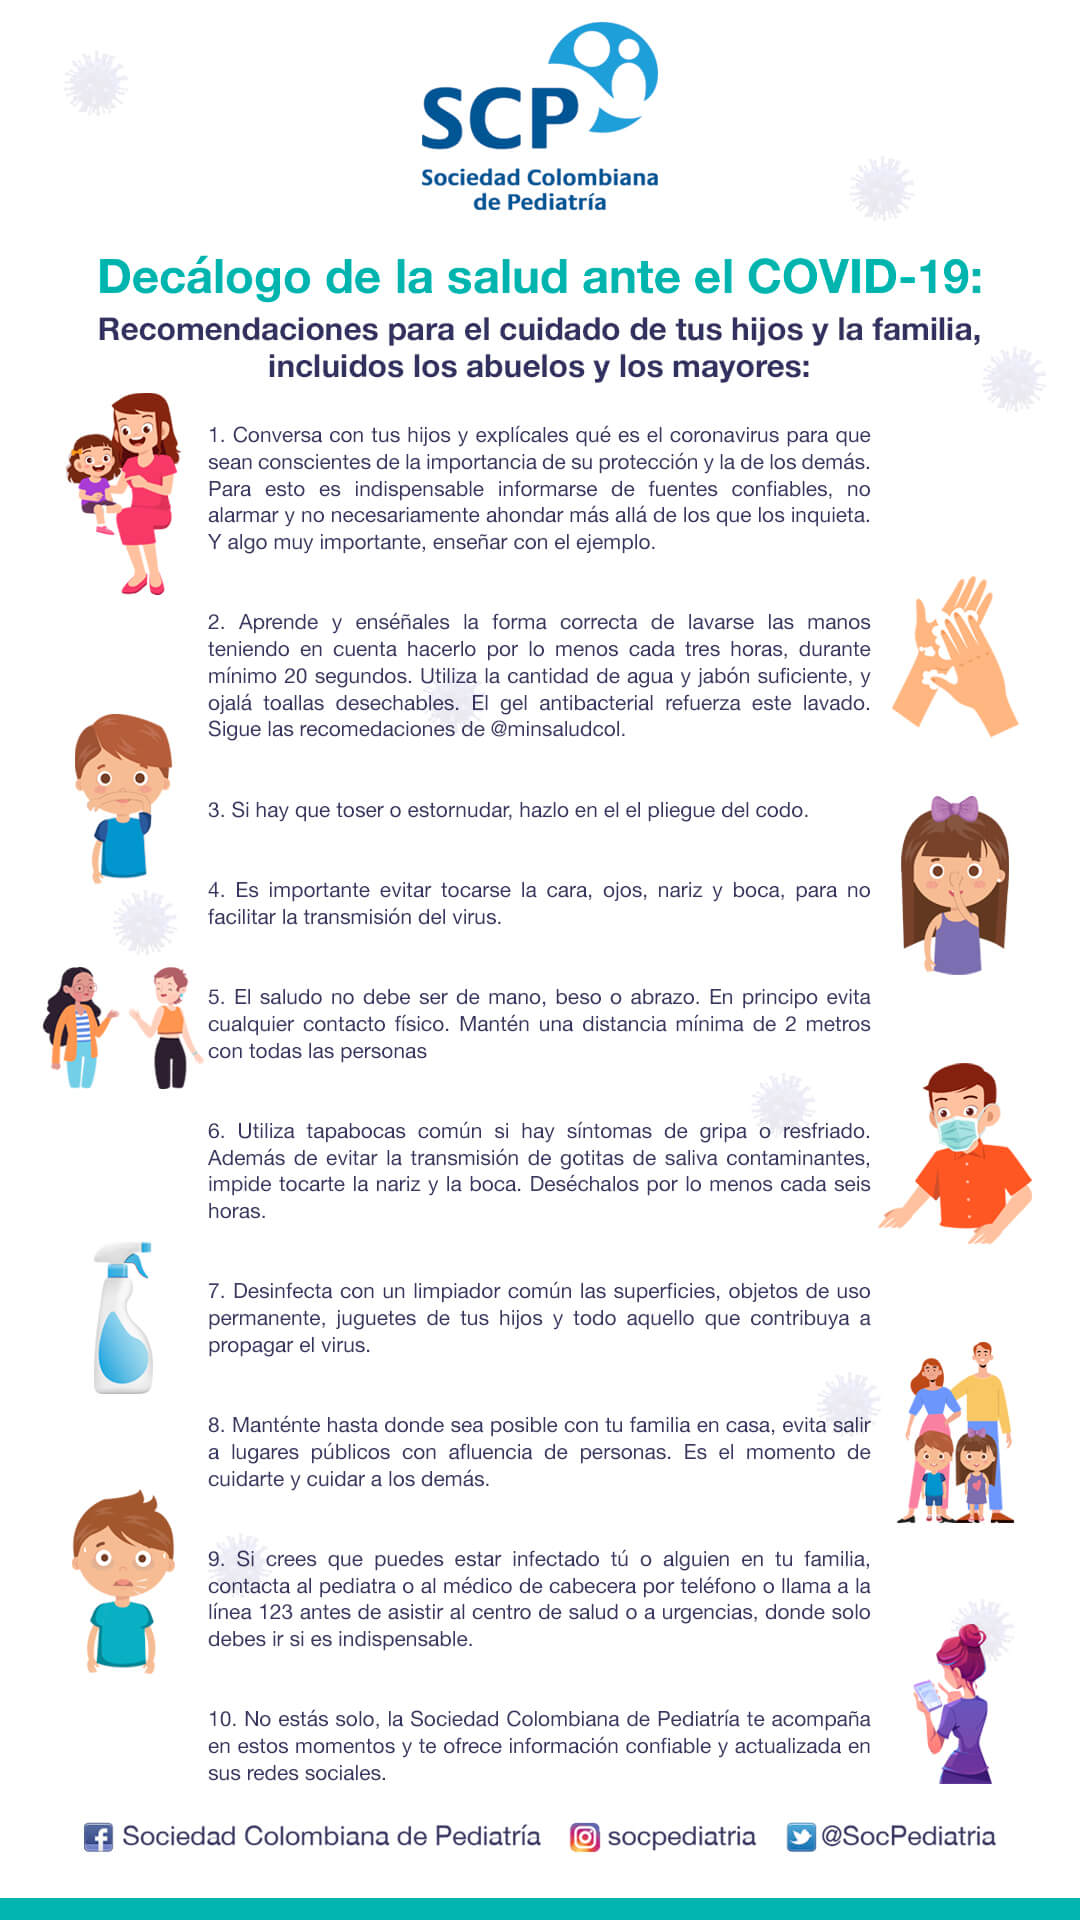 SCP
Sociedad Colombiana
de Pediatría
Decálogo de la salud ante el COVID-19:
Recomendaciones para el cuidado de tus hijos y la familia,
incluidos los abuelos y los mayores:
1. Conversa con tus hijos y explícales qué es el coronavirus para que
sean conscientes de la importancia de su protección y la de los demás.
Para esto es indispensable informarse de fuentes confiables, no
alarmar y no necesariamente ahondar más allá de los que los inquieta.
Y algo muy importante, enseñar con el ejemplo.
2. Aprende y enséñales la forma correcta de lavarse las manos
teniendo en cuenta hacerlo por lo menos cada tres horas, durante
mínimo 20 segundos. Utiliza la cantidad de agua y jabón suficiente, y
ojalá toallas desechables. El gel antibacterial refuerza este lavado.
Sigue las recomedaciones de @minsaludcol.
3. Si hay que toser o estornudar, hazlo en el el pliegue del codo.
4. Es importante evitar tocarse la cara, ojos, nariz y boca, para no
facilitar la transmisión del virus.
5. El saludo no debe ser de mano, beso o abrazo. En principo evita
cualquier contacto físico. Mantén una distancia mínima de 2 metros
con todas las personas
6. Utiliza tapabocas común si hay síntomas de gripa o resfriado.
Además de evitar la transmisión de gotitas de saliva contaminantes,
impide tocarte la nariz y la boca. Deséchalos por lo menos cada seis
horas.
7. Desinfecta con un limpiador común las superficies, objetos de uso
permanente, juguetes de tus hijos y todo aquello que contribuya a
propagar el virus.
8. Manténte hasta donde sea posible con tu familia en casa, evita salir
a lugares públicos con afluencia de personas. Es el momento de
cuidarte y cuidar a los demás.
9. Si crees que puedes estar infectado tú o alguien en tu familia,
contacta al pediatra o al médico de cabecera por teléfono o llama a la
línea 123 antes de asistir al centro de salud o a urgencias, donde solo
debes ir si es indispensable.
10. No estás solo, la Sociedad Colombiana de Pediatría te acompaña
en estos momentos y te ofrece información confiable y actualizada en
sus redes sociales.
Sociedad Colombiana de Pediatría socpediatria @SocPediatria